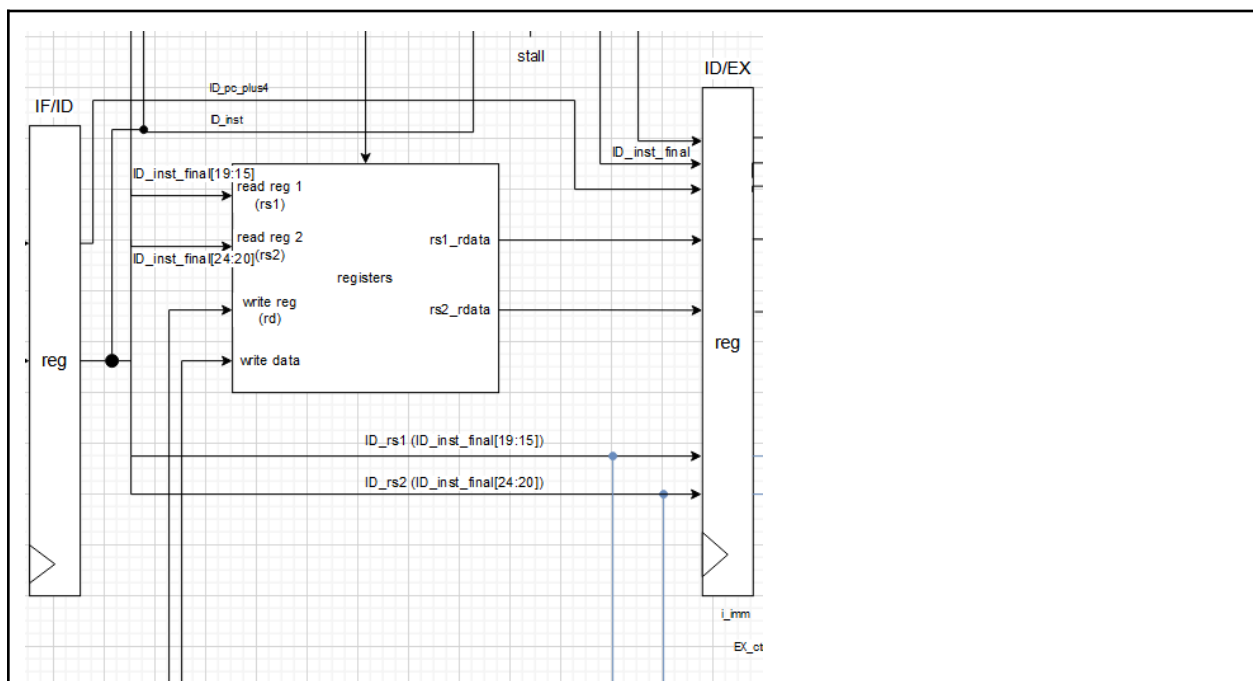 stall
ID/EX
ID_pc_plus4
IF/ID
ID_inst
ID_inst_final
ID_inst_final[19:15]
read reg 1
(rs1)
read reg 2
(rs2)
ID_inst_final[24:20]
rs1_rdata
registers
write reg
(rd)
rs2_rdata
reg
write data
reg
ID_rs1 (ID_inst_final[19:15])
ID_rs2 (ID_inst_final[24:20])
i_imm
EX_ct